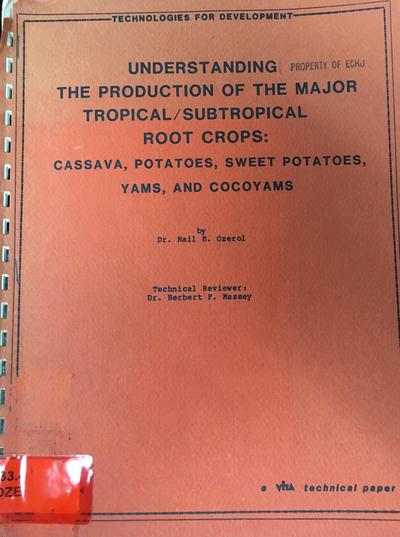 TECHNOLOGIES FOR DEVELOPMENT
UNDERSTANDING PROPERTY OF ECHO
THE PRODUCTION OF THE MAJOR
TROPICAL/SUBTROPICAL
ROOT CROPS:
CASSAVA, POTATOES, SWEET POTATOES,
YAMS, AND COCOYAMS
by
Dr. Nail H. Ozerol
Technical Reviewer:
Dr. Herbert F. Massey
a VITA technical paper
OZE